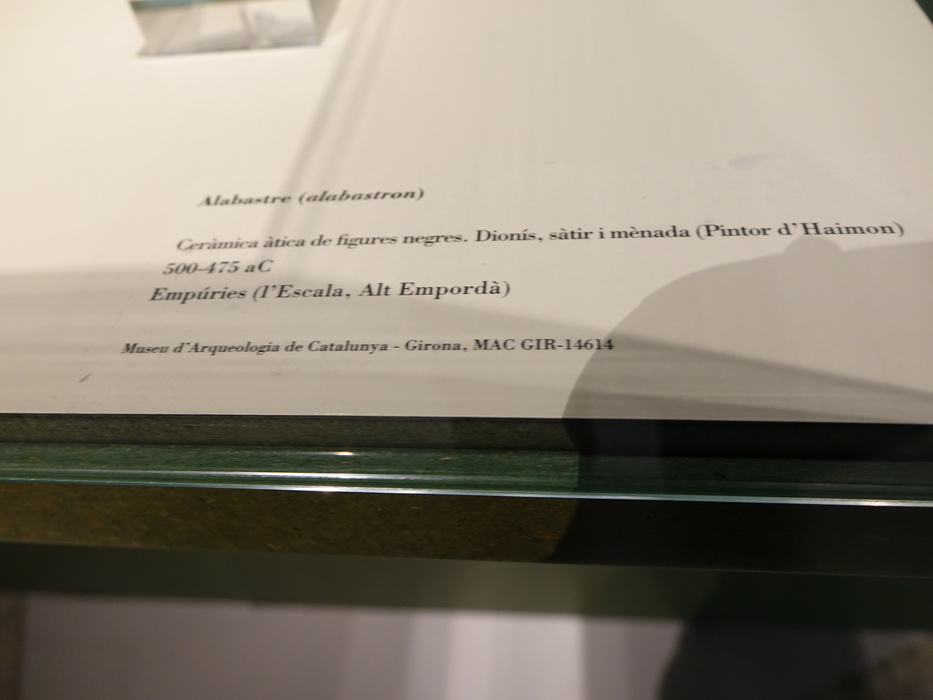 Alabastre (alabastron)
Ceràmica àtica de figures negres. Dionís, sàtir i mènada (Pintor d'Haimon)
500-475 aC
Empúries (l'Escala, Alt Empordà)
Museu d'Arqueologia de Catalunya - Girona, MAC GIR-14614